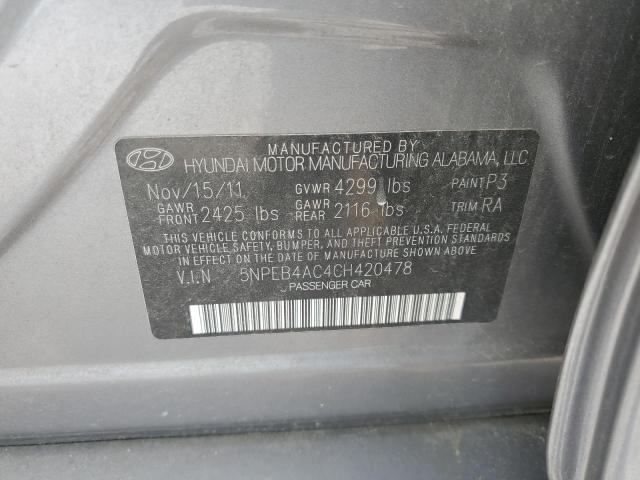 MANUFACTURED BY
HYUNDAI MOTOR MANUFACTURING ALABAMA, LLC
Nov/15/11 GVWR 4299 lbs PAINT P3
GAWR FRONT 2425 lbs GAWR REAR 2116 lbs TRIM RA
THIS VEHICLE CONFORMS TO ALL APPLICABLE U.S.A. FEDERAL
MOTOR VEHICLE SAFETY, BUMPER, AND THEFT PREVENTION STANDARDS
IN EFFECT ON THE DATE OF MANUFACTURE SHOWN ABOVE
V.I.N 5NPEB4AC4CH420478
PASSENGER CAR